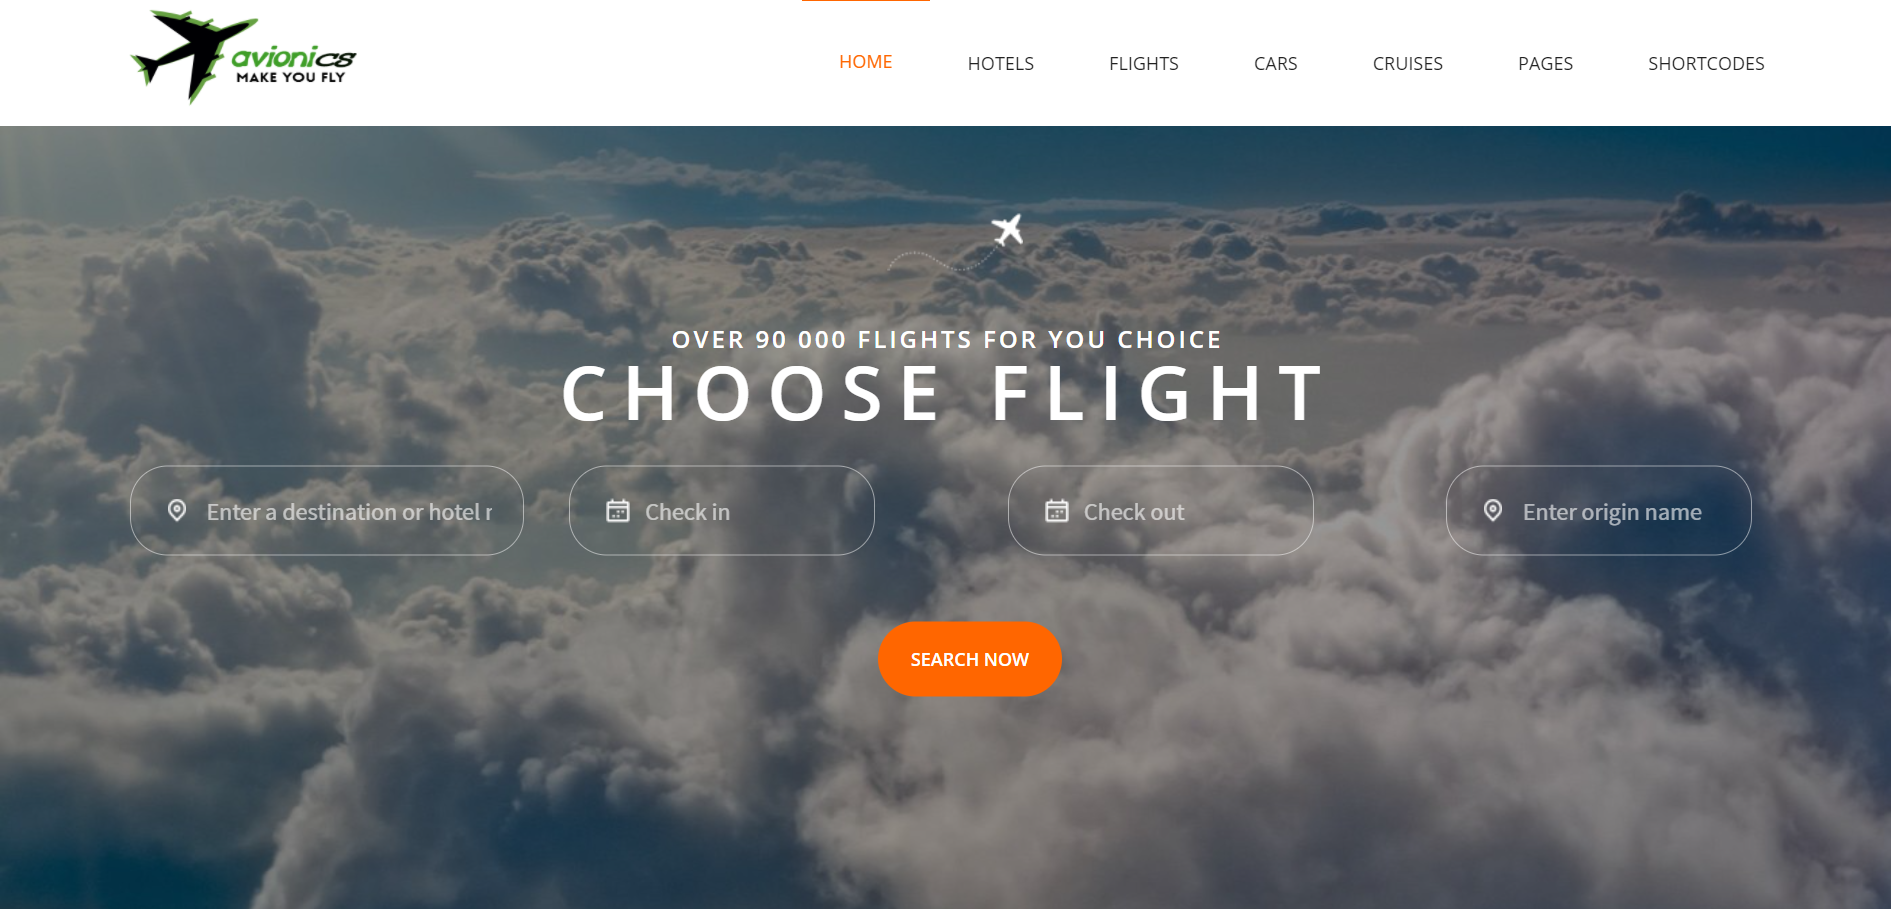 avionics
MAKE YOU FLY
HOME HOTELS FLIGHTS CARS CRUISES PAGES SHORTCODES
OVER 90 000 FLIGHTS FOR YOU CHOICE
CHOOSE FLIGHT
Enter a destination or hotel
Check in
Check out
Enter origin name
SEARCH NOW